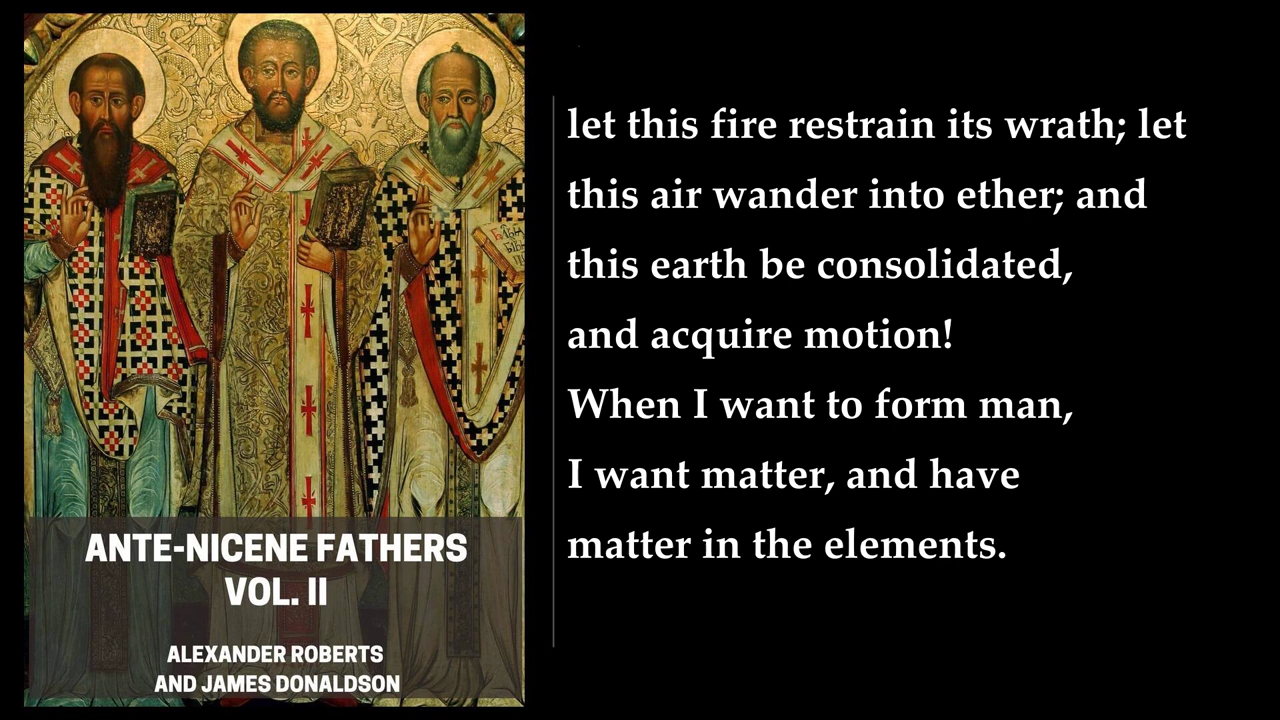 let this fire restrain its wrath; let
this air wander into ether; and
this earth be consolidated,
and acquire motion!
When I want to form man,
I want matter, and have
matter in the elements.
ANTE-NICENE FATHERS
VOL. II
ALEXANDER ROBERTS
AND JAMES DONALDSON